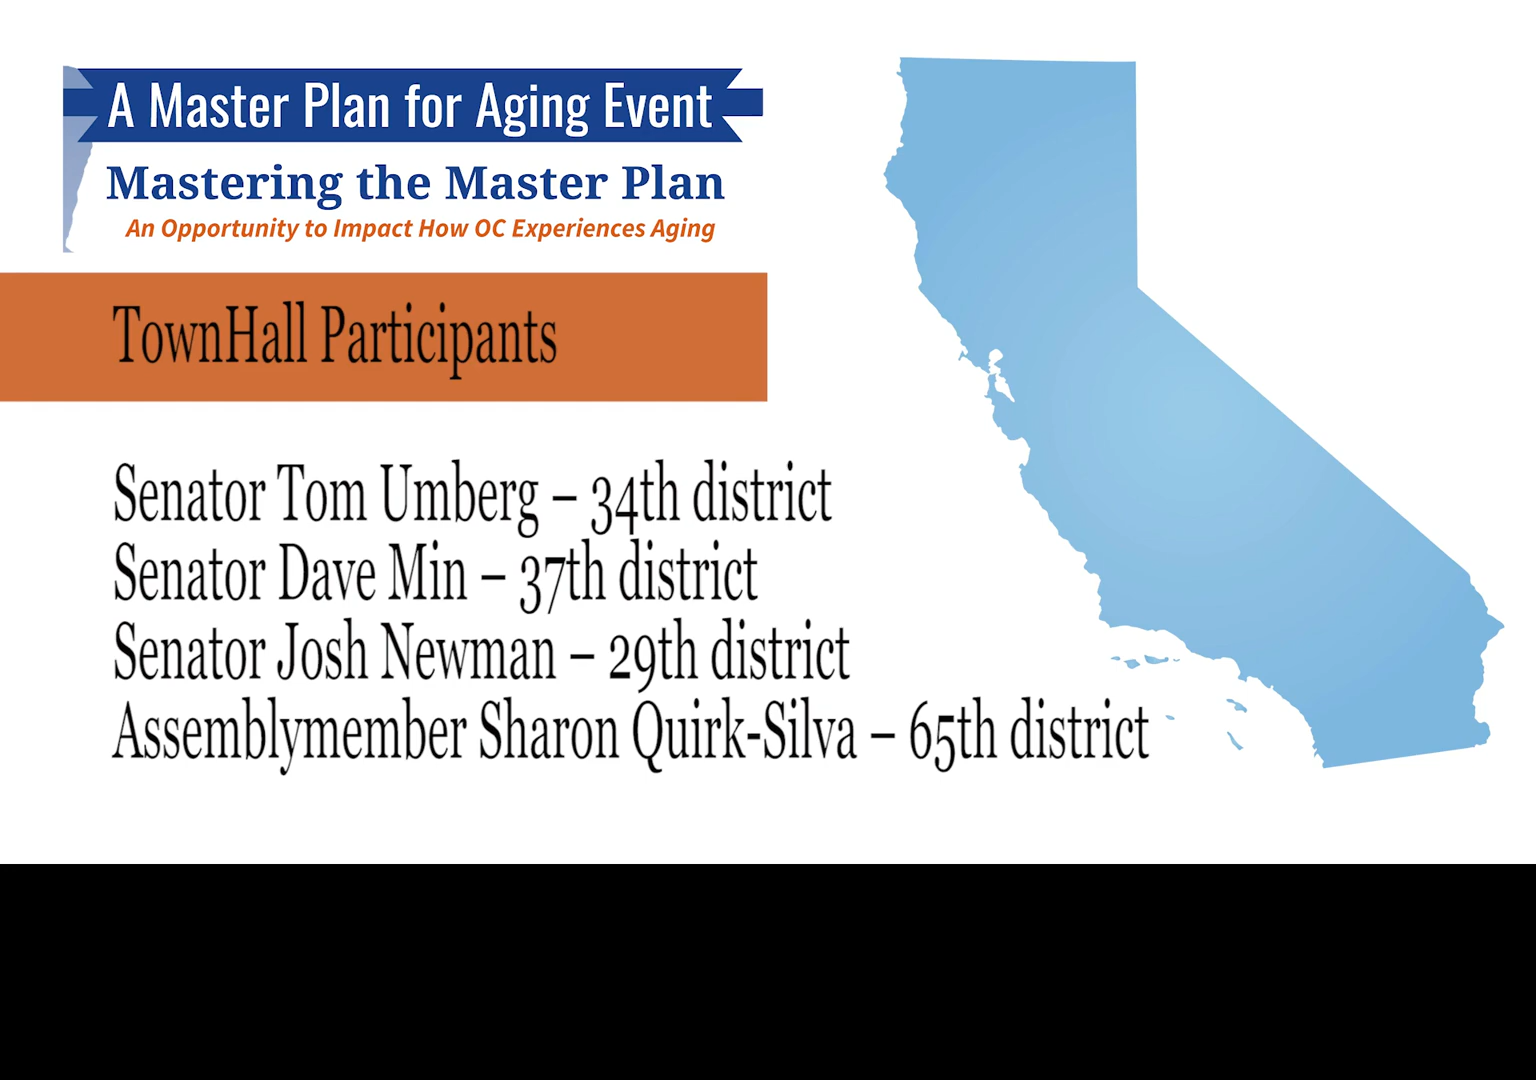 A Master Plan for Aging Event
Mastering the Master Plan
An Opportunity to Impact How OC Experiences Aging
TownHall Participants
Senator Tom Umberg – 34th district
Senator Dave Min – 37th district
Senator Josh Newman – 29th district
Assemblymember Sharon Quirk-Silva – 65th district